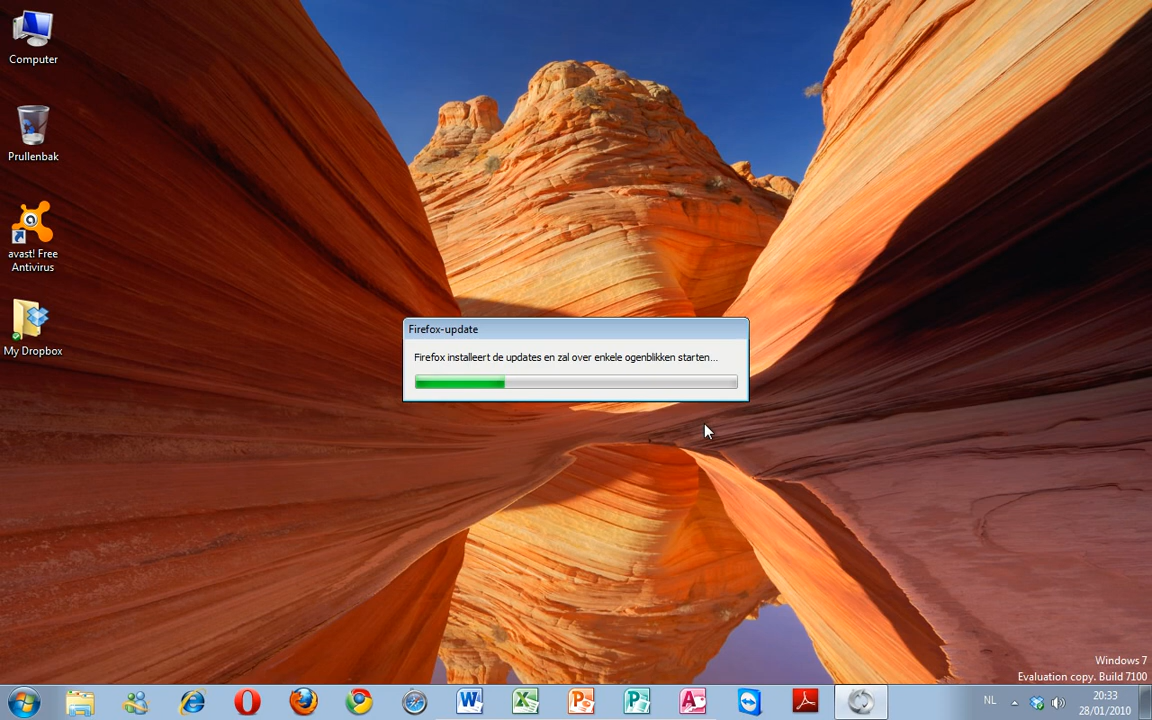 Computer
Prullenbak
avast! Free
Antivirus
My Dropbox
Firefox-update
Firefox installeert de updates en zal over enkele ogenblikken starten...
Windows 7
Evaluation copy. Build 7100
NL
20:33
28/01/2010